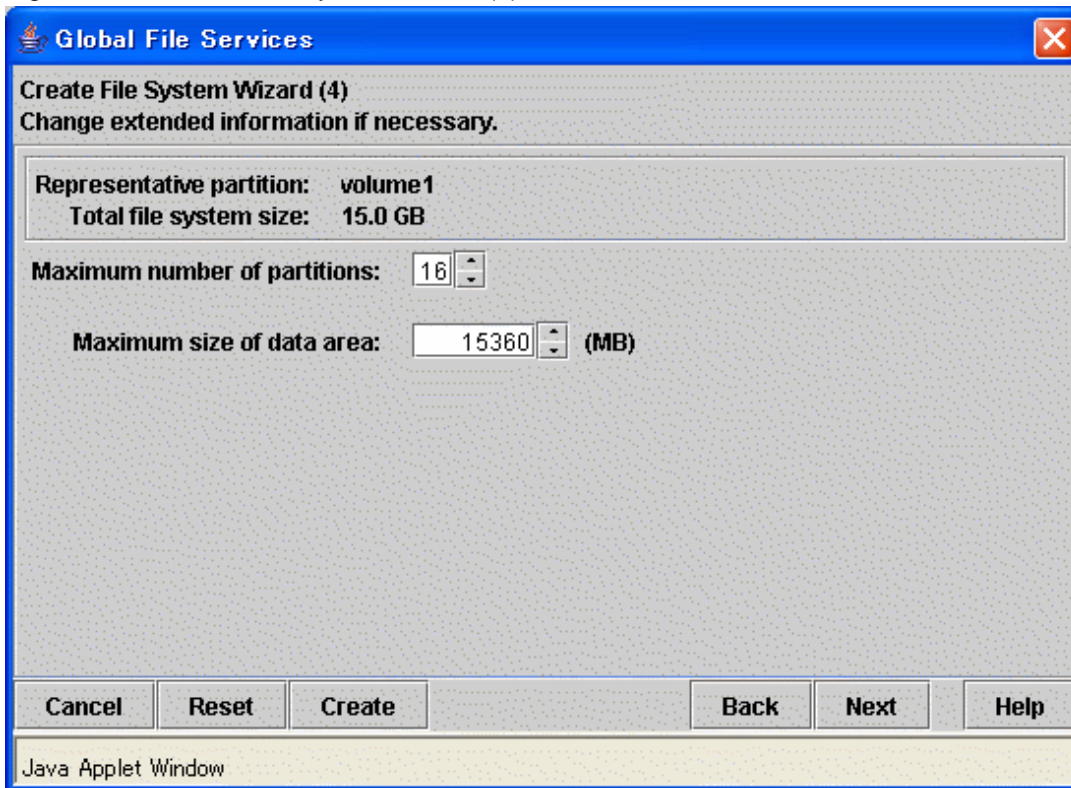 Global File Services
Create File System Wizard (4)
Change extended information if necessary.
Representative partition: volume1
Total file system size: 15.0 GB
Maximum number of partitions: 16
Maximum size of data area: 15360 (MB)
Cancel Reset Create Back Next Help
Java Applet Window